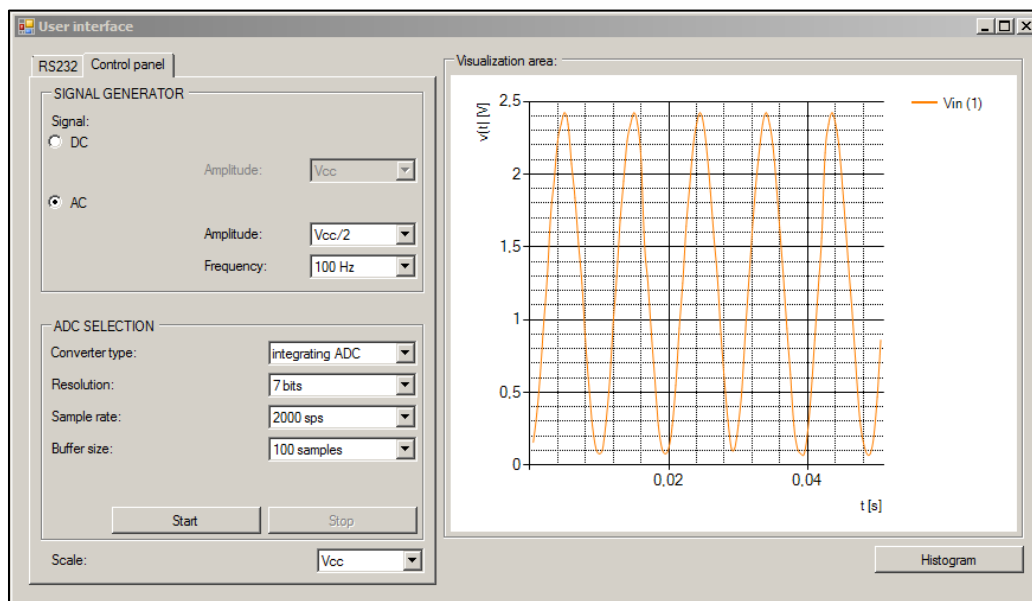 User interface
RS232
Control panel
SIGNAL GENERATOR
Signal:
DC
Amplitude: Vcc
AC
Amplitude: Vcc/2
Frequency: 100 Hz
ADC SELECTION
Converter type: integrating ADC
Resolution: 7 bits
Sample rate: 2000 sps
Buffer size: 100 samples
Start
Stop
Scale: Vcc
Visualization area:
v(t) [V]
2,5
2
1,5
1
0,5
0
0,02
0,04
t [s]
Vin (1)
Histogram